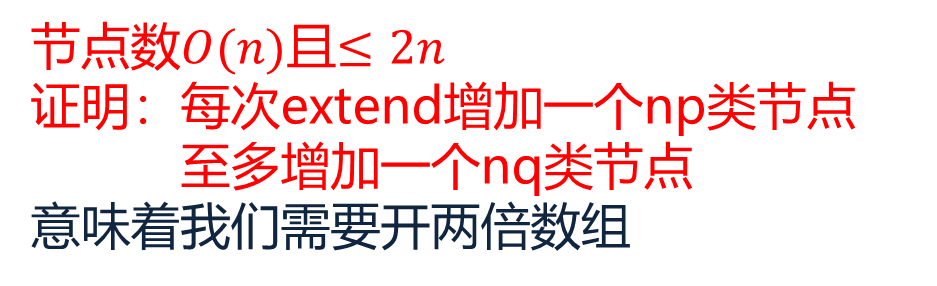 节点数O(n)且≤ 2n
证明：每次extend增加一个np类节点
至多增加一个nq类节点
意味着我们需要开两倍数组